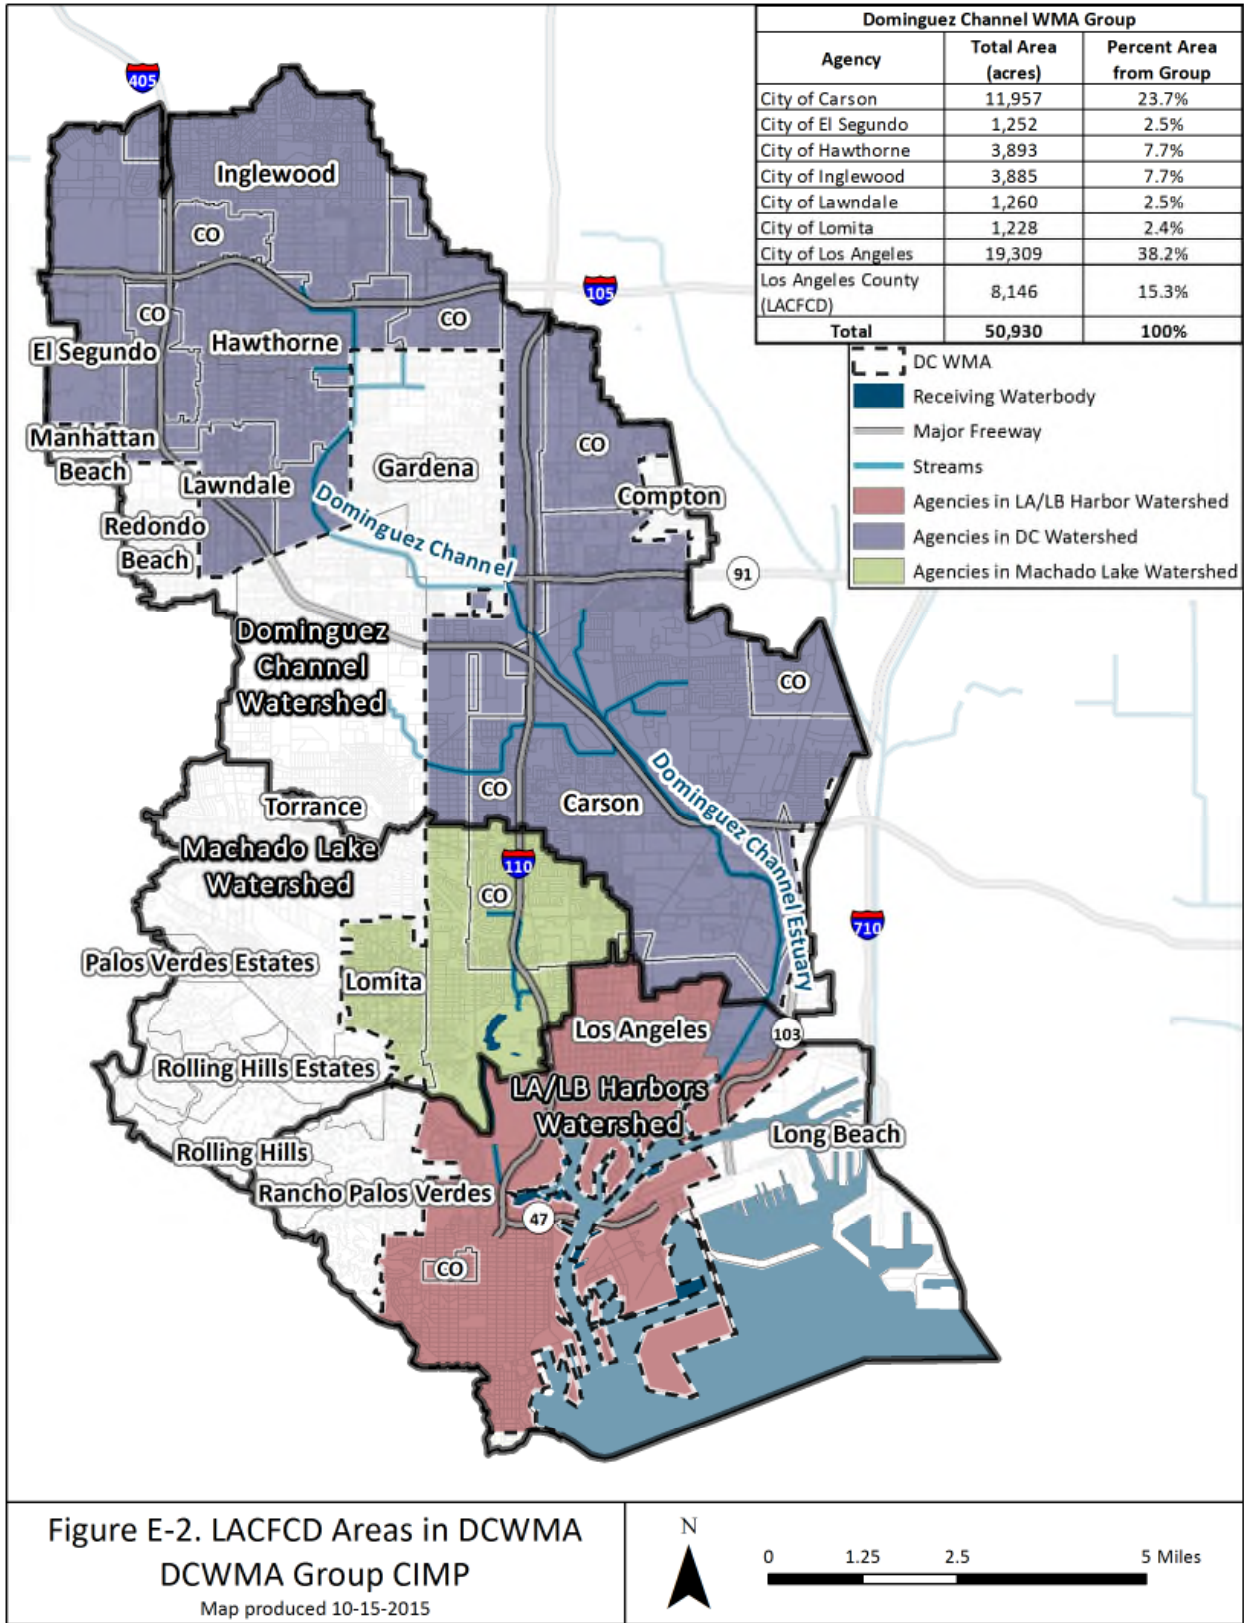 Dominguez Channel WMA Group
Agency Total Area (acres) Percent Area from Group
City of Carson 11,957 23.7%
City of El Segundo 1,252 2.5%
City of Hawthorne 3,893 7.7%
City of Inglewood 3,885 7.7%
City of Lawndale 1,260 2.5%
City of Lomita 1,228 2.4%
City of Los Angeles 19,309 38.2%
Los Angeles County (LACFCD) 8,146 15.3%
Total 50,930 100%
DC WMA
Receiving Waterbody
Major Freeway
Streams
Agencies in LA/LB Harbor Watershed
Agencies in DC Watershed
Agencies in Machado Lake Watershed
405
Inglewood
CO
105
CO
CO
El Segundo
Hawthorne
Manhattan
Beach
Lawndale
Gardena
CO
Compton
Redondo
Beach
Dominguez Channel
91
Dominguez
Channel
Watershed
CO
CO
Carson
Dominguez Channel Estuary
Torrance
Machado Lake
Watershed
110
CO
710
Palos Verdes Estates
Lomita
Los Angeles
103
Rolling Hills Estates
LA/LB Harbors
Watershed
Long Beach
Rolling Hills
Rancho Palos Verdes
47
CO
Figure E-2. LACFCD Areas in DCWMA
DCWMA Group CIMP
Map produced 10-15-2015
N
0 1.25 2.5 5 Miles